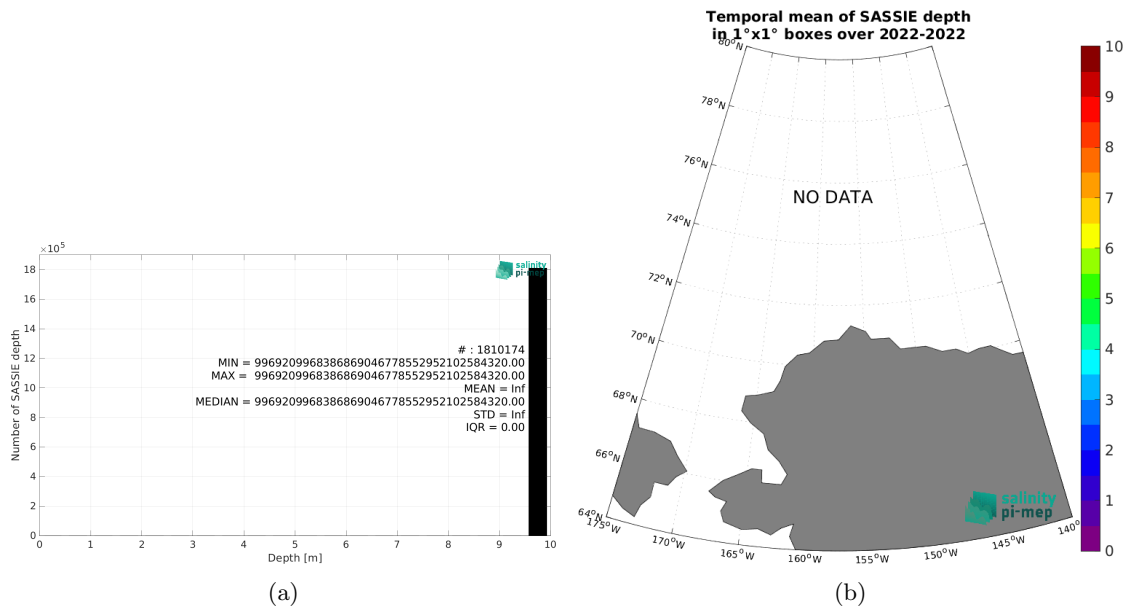 Temporal mean of SASSIE depth
in 1°x1° boxes over 2022-2022
80°N
78°N
76°N
74°N
72°N
70°N
68°N
66°N
64°N
175°W
170°W
165°W
160°W
155°W
150°W
145°W
140°
NO DATA
salinity
pi-mep
10
9
8
7
6
5
4
3
2
1
0
×10⁵
18
16
14
12
10
8
6
4
2
0
Number of SASSIE depth
salinity
pi-mep
# : 1810174
MIN = 9969209968386869046778552952102584320.00
MAX = 9969209968386869046778552952102584320.00
MEAN = Inf
MEDIAN = 9969209968386869046778552952102584320.00
STD = Inf
IQR = 0.00
0 1 2 3 4 5 6 7 8 9 10
Depth [m]
(a)
(b)